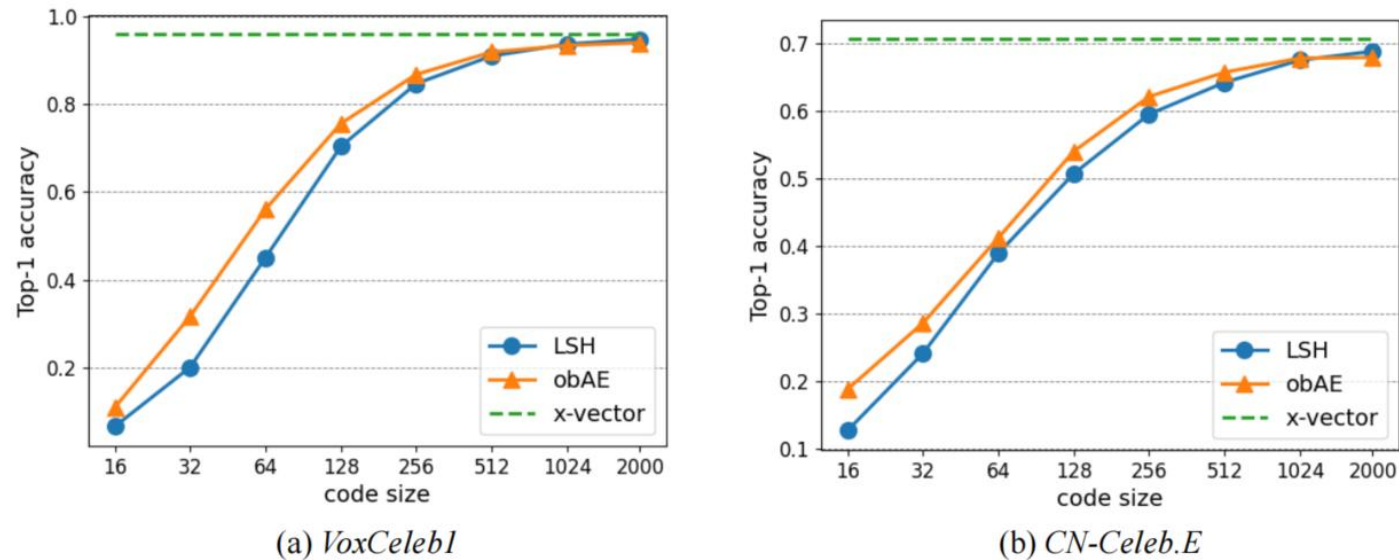 1.0
0.8
0.6
0.4
0.2
Top-1 accuracy
LSH
obAE
x-vector
16 32 64 128 256 512 1024 2000
code size
(a) VoxCeleb1
0.7
0.6
0.5
0.4
0.3
0.2
0.1
Top-1 accuracy
LSH
obAE
x-vector
16 32 64 128 256 512 1024 2000
code size
(b) CN-Celeb.E